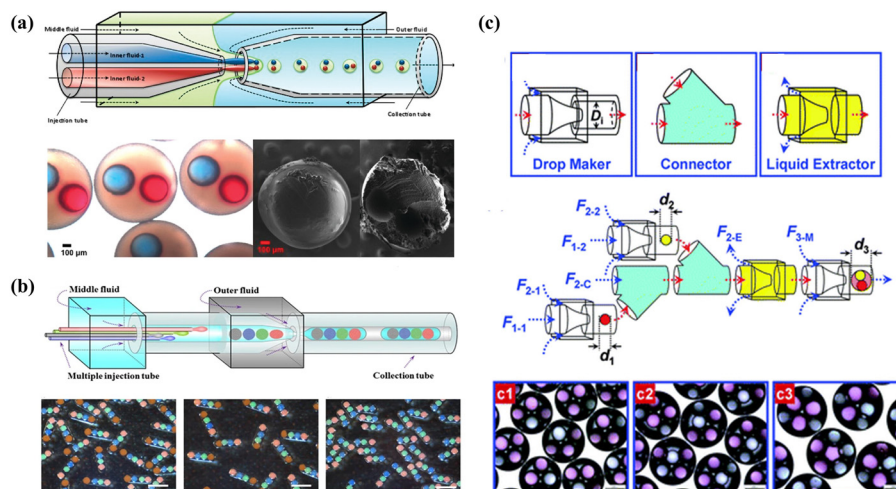 (a)
Middle fluid
Outer fluid
Inner fluid-1
Inner fluid-2
Injection tube
Collection tube
100 μm
100 μm
(b)
Middle fluid
Outer fluid
Multiple injection tube
Collection tube
(c)
Di
Drop Maker
Connector
Liquid Extractor
d2
F2-2
F1-2
F2-C
F2-E
F3-M
d3
F2-1
F1-1
d1
c1
c2
c3